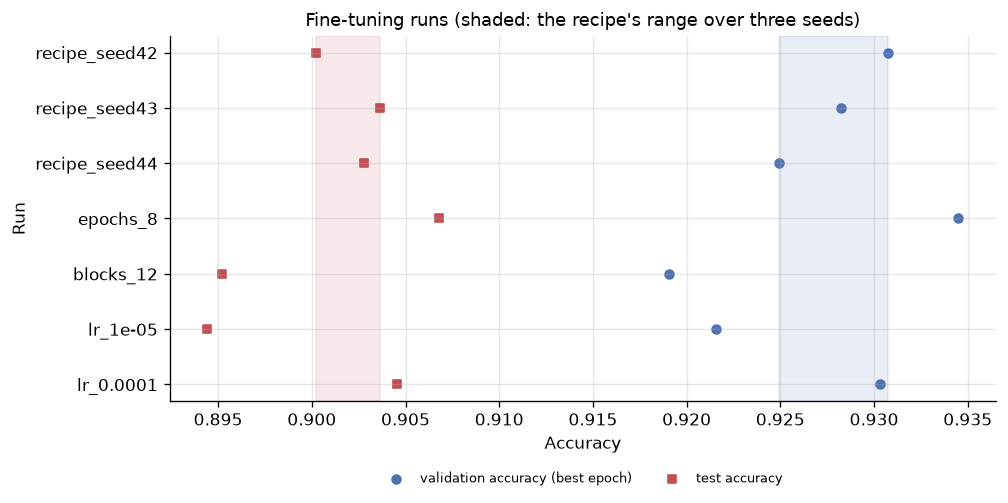 Fine-tuning runs (shaded: the recipe's range over three seeds)
Run
recipe_seed42
recipe_seed43
recipe_seed44
epochs_8
blocks_12
lr_1e-05
lr_0.0001
0.895 0.900 0.905 0.910 0.915 0.920 0.925 0.930 0.935
Accuracy
validation accuracy (best epoch) test accuracy